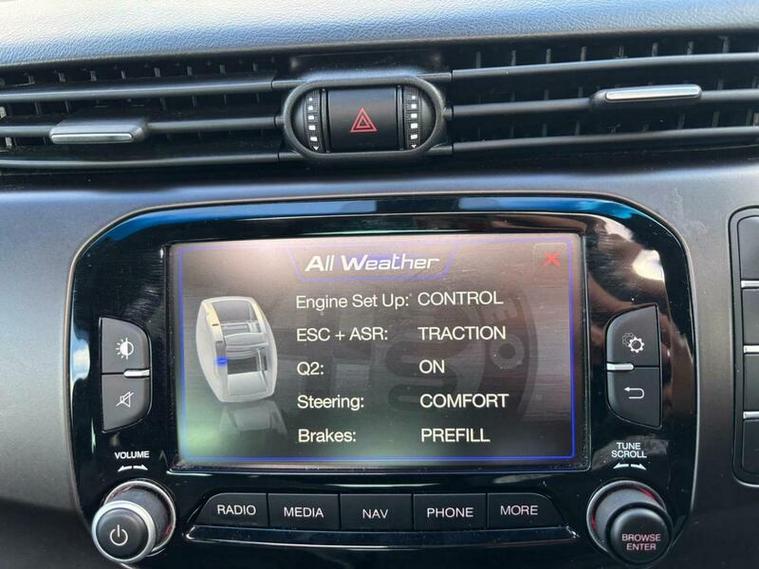 All Weather
Engine Set Up: CONTROL
ESC + ASR: TRACTION
Q2: ON
Steering: COMFORT
Brakes: PREFILL
VOLUME
TUNE
SCROLL
RADIO MEDIA NAV PHONE MORE
BROWSE
ENTER